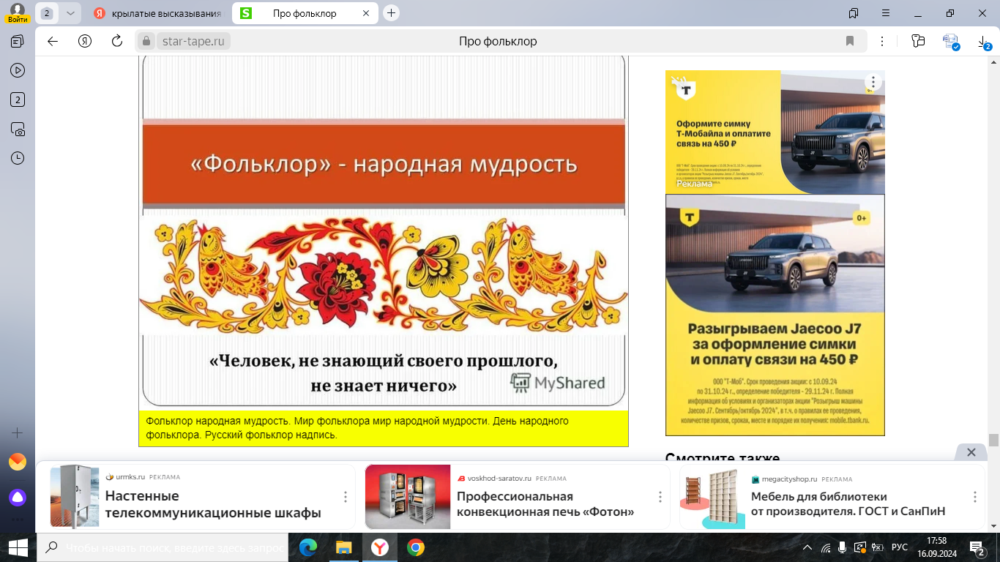 Войти
2
крылатые высказывания
Про фольклор
star-tape.ru
Про фольклор
2
2
«Фольклор» - народная мудрость
«Человек, не знающий своего прошлого,
не знает ничего»
MyShared
Фольклор народная мудрость. Мир фольклора мир народной мудрости. День народного
фольклора. Русский фольклор надпись.
Оформите симку
Т-Мобайла и оплатите
связь на 450 ₽
Реклама
0+
Разыгрываем Jaecoo J7
за оформление симки
и оплату связи на 450 ₽
ООО "Т-Моб". Срок проведения акции: с 10.09.24
по 31.10.24 г., определение победителя - 29.11.24 г. Полная
информация об условиях и организаторах акции "Розыгрыш машины
Jaecoo J7. Сентябрь/октябрь 2024", в т.ч. о правилах ее проведения,
количестве призов, сроках, месте и порядке их получения: mobile.tbank.ru.
Смотрите также
urmks.ru РЕКЛАМА
Настенные
телекоммуникационные шкафы
voskhod-saratov.ru РЕКЛАМА
Профессиональная
конвекционная печь «Фотон»
megacityshop.ru РЕКЛАМА
Мебель для библиотеки
от производителя. ГОСТ и СанПиН
Чтобы начать поиск, введите здесь запрос
РУС
17:58
16.09.2024
2